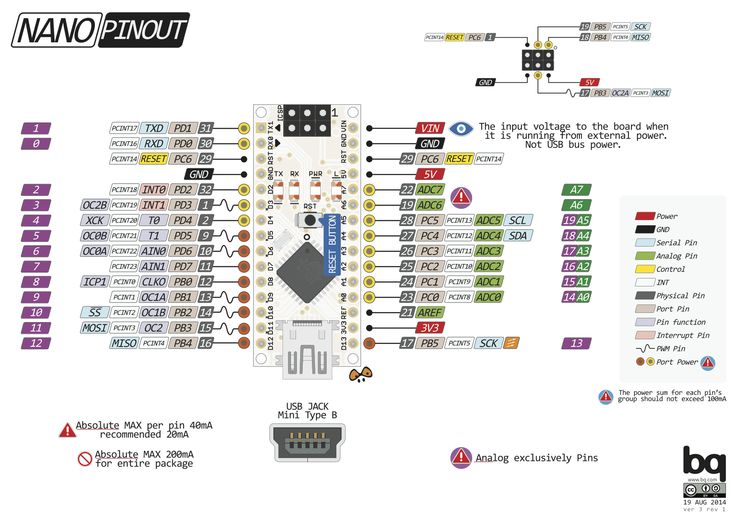 NANO PINOUT
PCINT14 RESET PC6 1
19 PB5 PCINT5 SCK
18 PB4 PCINT4 MISO
GND
5V
17 PB3 OC2A PCINT3 MOSI
The input voltage to the board when
it is running from external power.
Not USB bus power.
1 PCINT17 TXD PD1 31 TX1 ICSP 1 VIN VIN
0 PCINT16 RXD PD0 30 RX0 GND GND
RESET PC6 29 RST RST 29 PC6 RESET PCINT14
GND GND 5V 5V
TX RX PWR L
2 PCINT18 INT0 PD2 32 D2 A7 22 ADC7 A7
3 OC2B PCINT19 INT1 PD3 1 D3 A6 19 ADC6 A6
RST
4 XCK PCINT20 T0 PD4 2 D4 A5 28 PC5 PCINT13 ADC5 SCL 19 A5
5 OC0B PCINT21 T1 PD5 9 D5 A4 27 PC4 PCINT12 ADC4 SDA 18 A4
6 OC0A PCINT22 AIN0 PD6 10 D6 A3 26 PC3 PCINT11 ADC3 17 A3
RESET BUTTON
7 PCINT23 AIN1 PD7 11 D7 A2 25 PC2 PCINT10 ADC2 16 A2
8 ICP1 PCINT0 CLKO PB0 12 D8 A1 24 PC1 PCINT9 ADC1 15 A1
9 PCINT1 OC1A PB1 13 D9 A0 23 PC0 PCINT8 ADC0 14 A0
10 SS PCINT2 OC1B PB2 14 D10 REF 21 AREF
11 MOSI PCINT3 OC2 PB3 15 D11 3V3 3V3
12 MISO PCINT4 PB4 16 D12 D13 17 PB5 PCINT5 SCK 13
Power
GND
Serial Pin
Analog Pin
Control
INT
Physical Pin
Port Pin
Pin function
Interrupt Pin
PWM Pin
Port Power
The power sum for each pin's
group should not exceed 100mA
USB JACK
Mini Type B
Absolute MAX per pin 40mA
recommended 20mA
Absolute MAX 200mA
for entire package
Analog exclusively Pins
bq
www.bq.com
19 AUG 2014
ver 3 rev 1